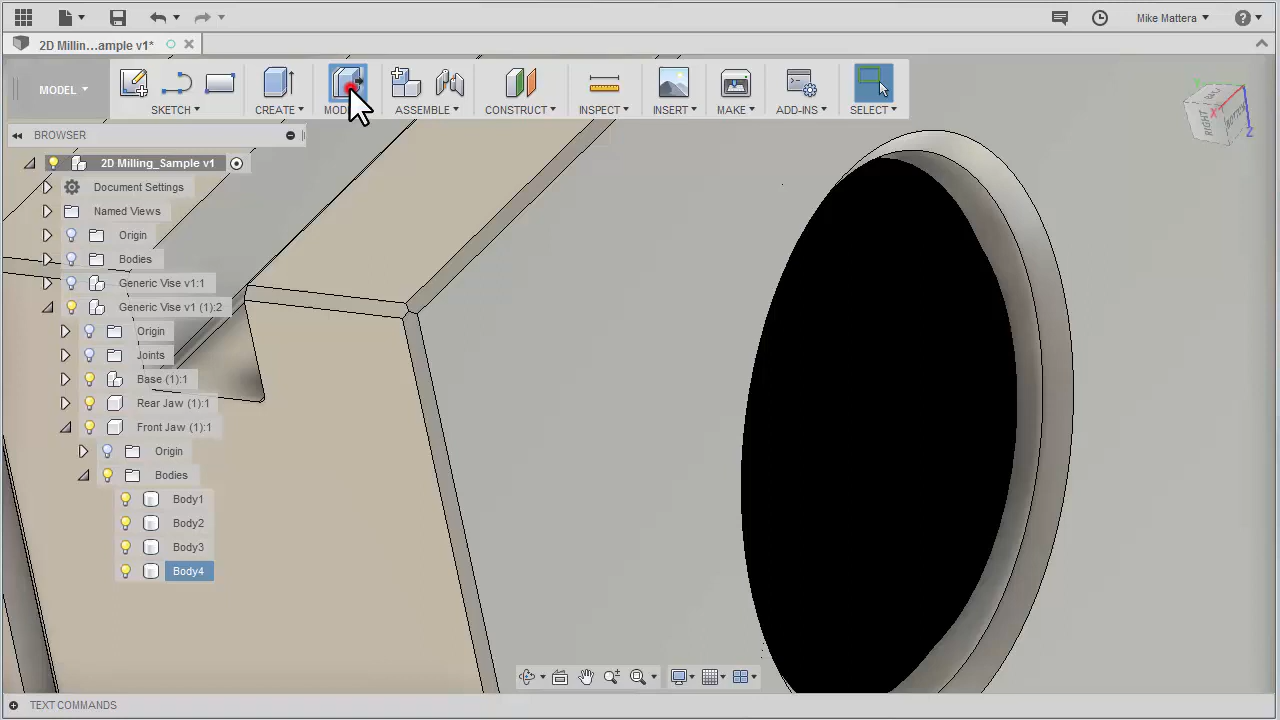 Mike Mattera
2D Millin...ample v1*
MODEL
SKETCH
CREATE
MOD
ASSEMBLE
CONSTRUCT
INSPECT
INSERT
MAKE
ADD-INS
SELECT
BROWSER
2D Milling_Sample v1
Document Settings
Named Views
Origin
Bodies
Generic Vise v1:1
Generic Vise v1 (1):2
Origin
Joints
Base (1):1
Rear Jaw (1):1
Front Jaw (1):1
Origin
Bodies
Body1
Body2
Body3
Body4
RIGHT
BOTTOM
X
Z
TEXT COMMANDS